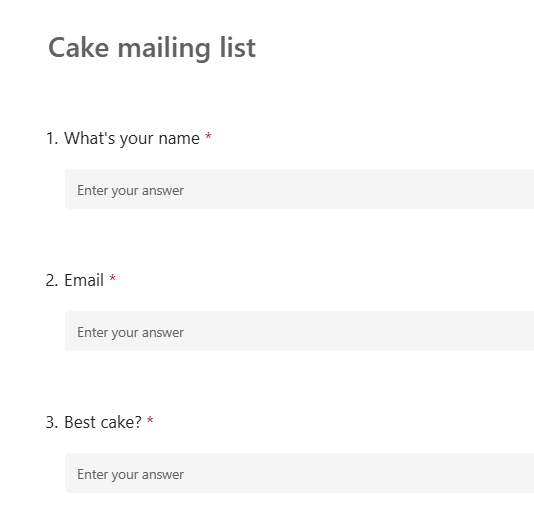 Cake mailing list
1. What's your name *
Enter your answer
2. Email *
Enter your answer
3. Best cake? *
Enter your answer